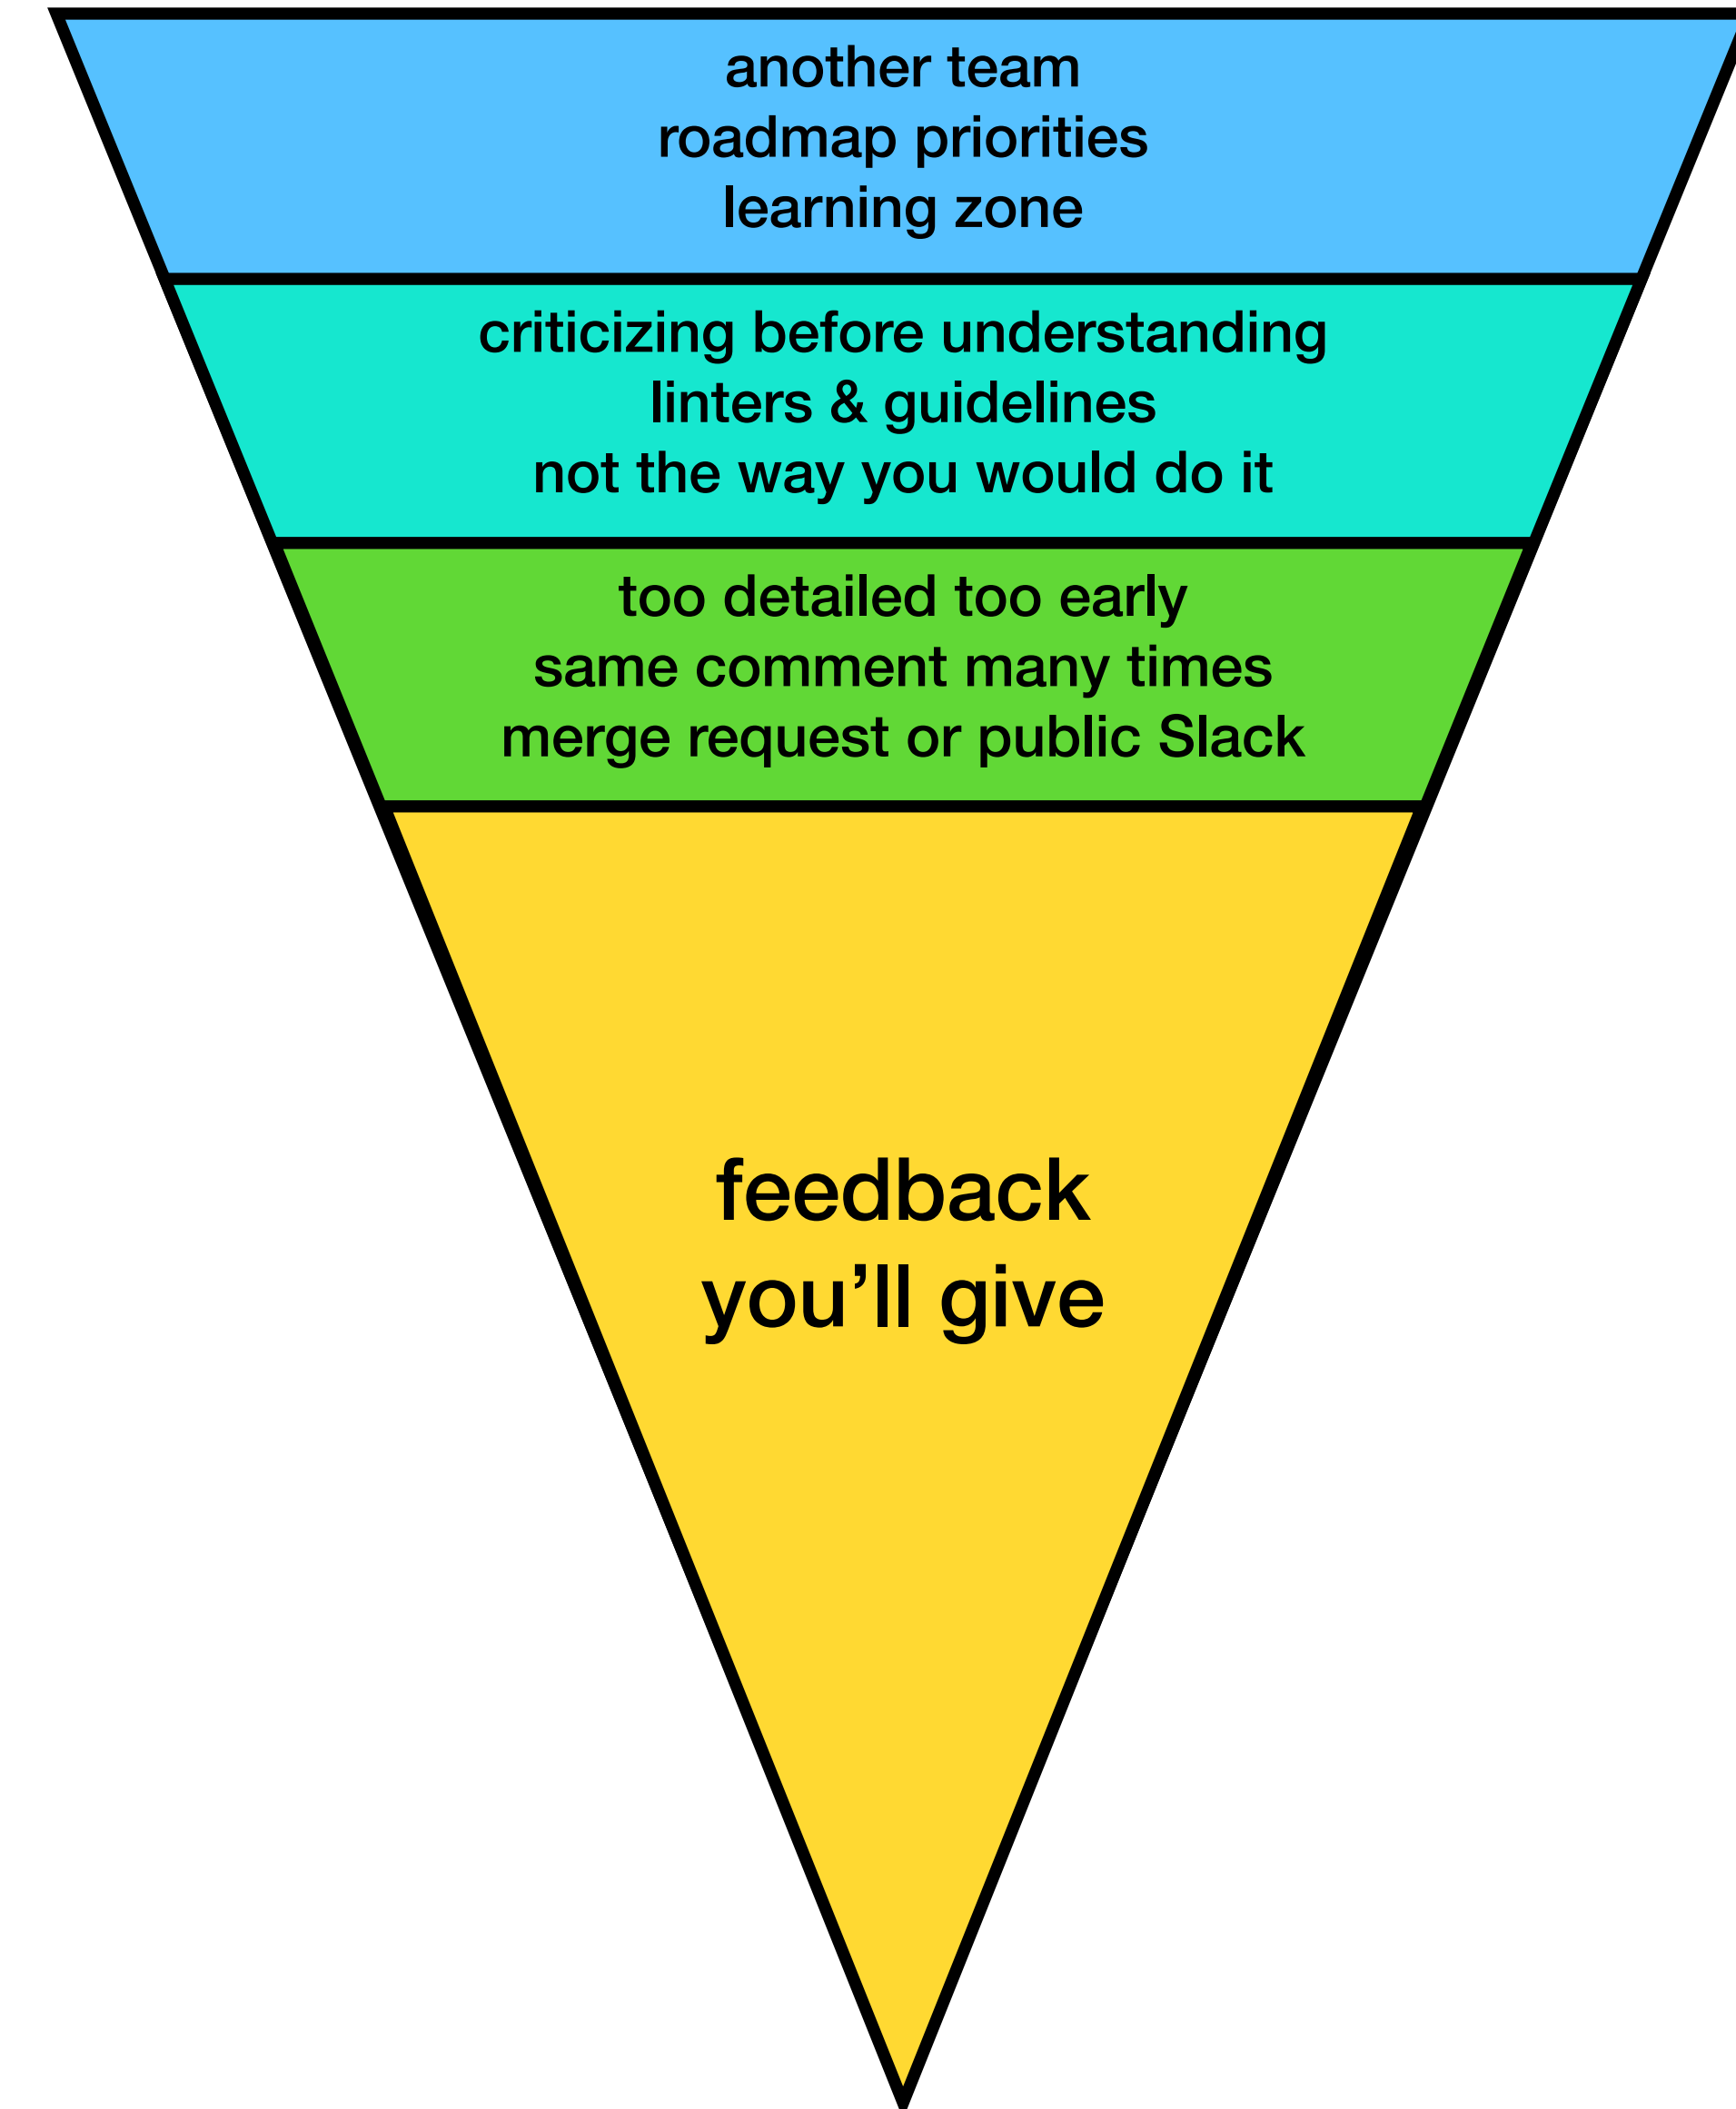 another team
roadmap priorities
learning zone
criticizing before understanding
linters & guidelines
not the way you would do it
too detailed too early
same comment many times
merge request or public Slack
feedback
you’ll give